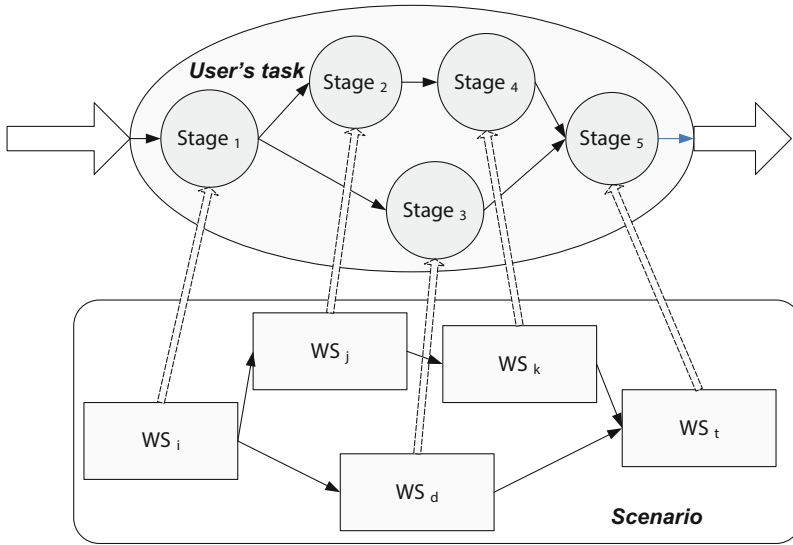 User's task
Stage 1
Stage 2
Stage 4
Stage 3
Stage 5
WS i
WS j
WS k
WS d
WS t
Scenario